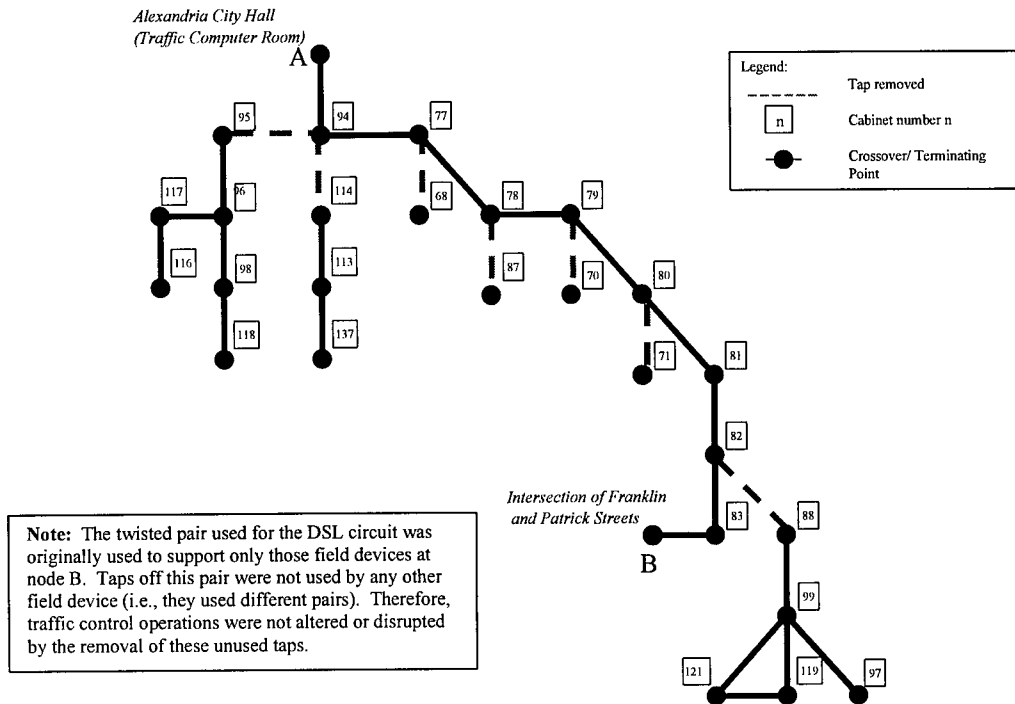 Alexandria City Hall
(Traffic Computer Room)
A
Legend:
Tap removed
n
Cabinet number n
Crossover/ Terminating
Point
95
94
77
117
96
114
68
78
79
116
98
113
87
70
80
118
137
71
81
82
Intersection of Franklin
and Patrick Streets
83
88
B
Note: The twisted pair used for the DSL circuit was
originally used to support only those field devices at
node B. Taps off this pair were not used by any other
field device (i.e., they used different pairs). Therefore,
traffic control operations were not altered or disrupted
by the removal of these unused taps.
99
121
119
97